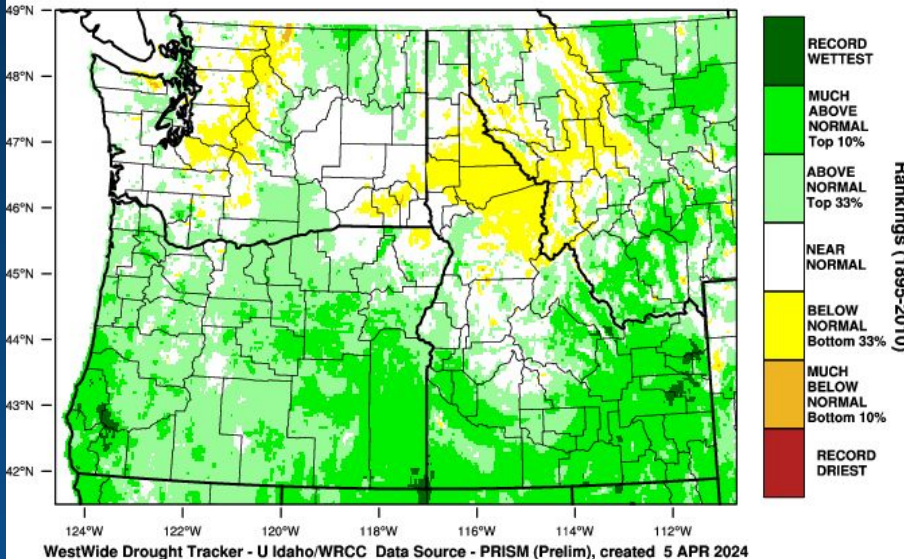 49°N
48°N
47°N
46°N
45°N
44°N
43°N
42°N
124°W 122°W 120°W 118°W 116°W 114°W 112°W
RECORD
WETTEST
MUCH
ABOVE
NORMAL
Top 10%
ABOVE
NORMAL
Top 33%
NEAR
NORMAL
BELOW
NORMAL
Bottom 33%
MUCH
BELOW
NORMAL
Bottom 10%
RECORD
DRIEST
Rankings (1895-2010)
WestWide Drought Tracker - U Idaho/WRCC Data Source - PRISM (Prelim), created 5 APR 2024